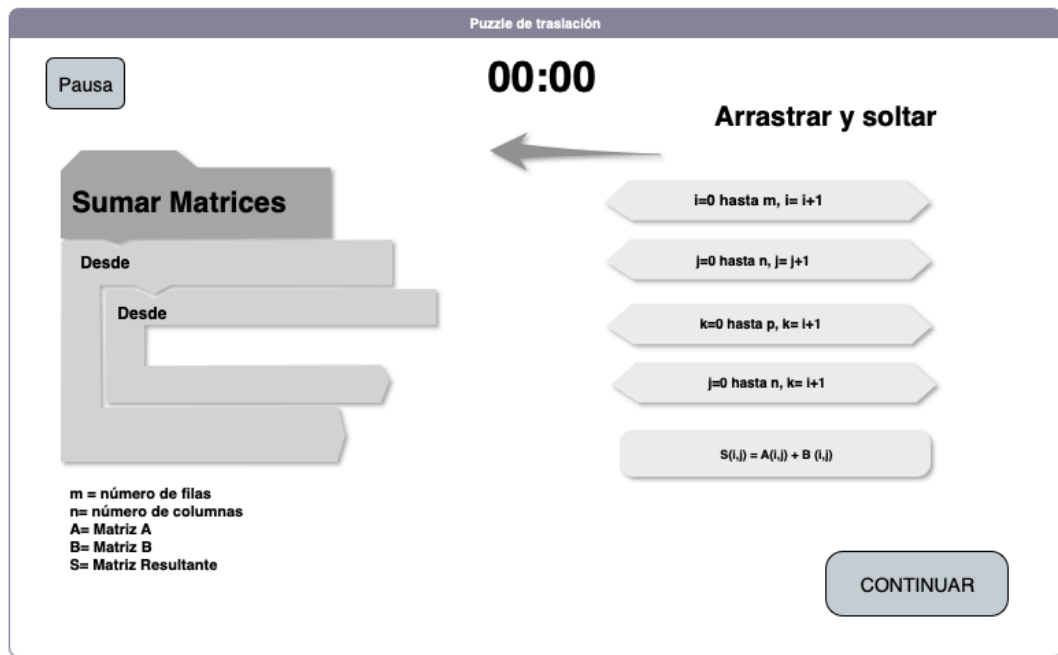 Puzzle de traslación
Pausa
00:00
Arrastrar y soltar
Sumar Matrices
Desde
Desde
i=0 hasta m, i= i+1
j=0 hasta n, j= j+1
k=0 hasta p, k= i+1
j=0 hasta n, k= i+1
S(i,j) = A(i,j) + B (i,j)
m = número de filas
n= número de columnas
A= Matriz A
B= Matriz B
S= Matriz Resultante
CONTINUAR